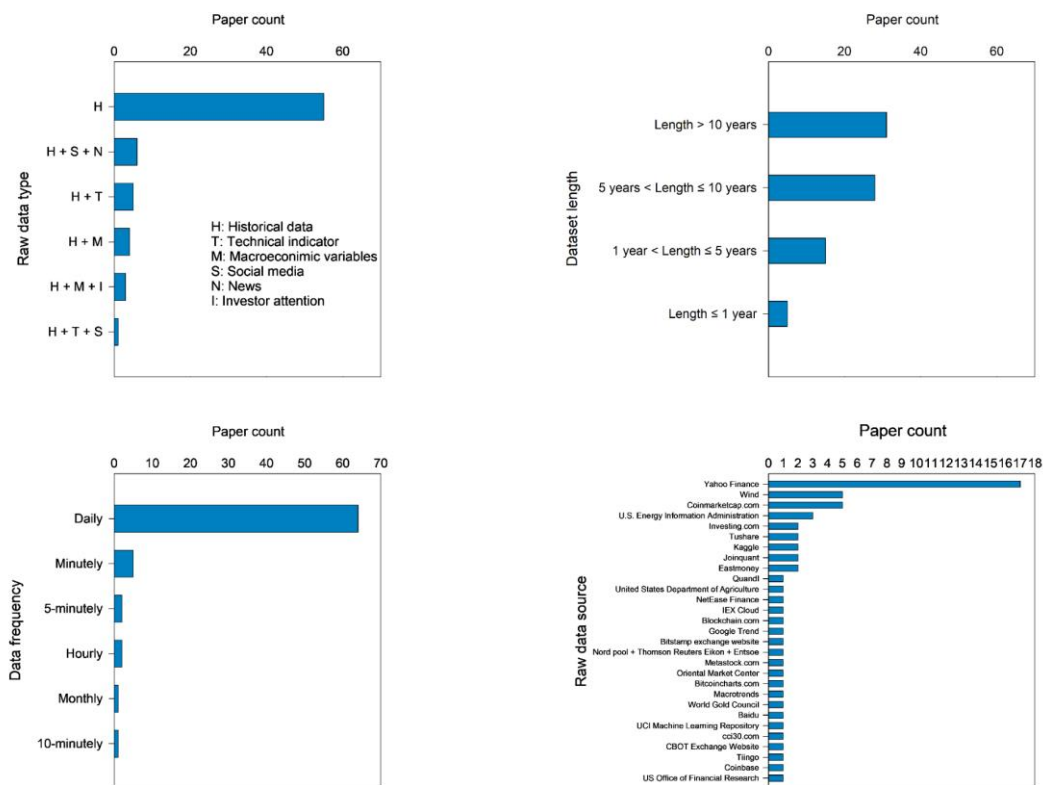 Paper count
0 20 40 60
Raw data type
H
H + S + N
H + T
H + M
H + M + I
H + T + S
H: Historical data
T: Technical indicator
M: Macroeconimic variables
S: Social media
N: News
I: Investor attention
Paper count
0 20 40 60
Dataset length
Length > 10 years
5 years < Length ≤ 10 years
1 year < Length ≤ 5 years
Length ≤ 1 year
Paper count
0 10 20 30 40 50 60 70
Data frequency
Daily
Minutely
5-minutely
Hourly
Monthly
10-minutely
Paper count
0 1 2 3 4 5 6 7 8 9 10 11 12 13 14 15 16 17 18
Raw data source
Yahoo Finance
Wind
Coinmarketcap.com
U.S. Energy Information Administration
Investing.com
Tushare
Kaggle
Joinquant
Eastmoney
Quandl
United States Department of Agriculture
NetEase Finance
IEX Cloud
Blockchain.com
Google Trend
Bitstamp exchange website
Nord pool + Thomson Reuters Eikon + Entsoe
Metastock.com
Oriental Market Center
Bitcoincharts.com
Macrotrends
World Gold Council
Baidu
UCI Machine Learning Repository
cci30.com
CBOT Exchange Website
Tiingo
Coinbase
US Office of Financial Research